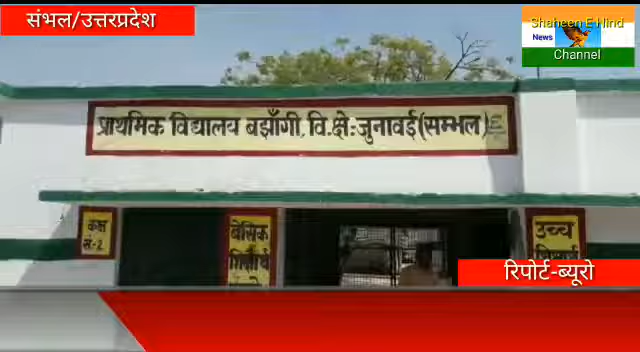 संभल/उत्तरप्रदेश
Shaheen E Hind
News
Channel
प्राथमिक विद्यालय बझाँगी, वि.क्षे:-जुनावई(सम्भल)
कक्ष
सं-2
बेसिक
उच्च
रिपोर्ट-ब्यूरो